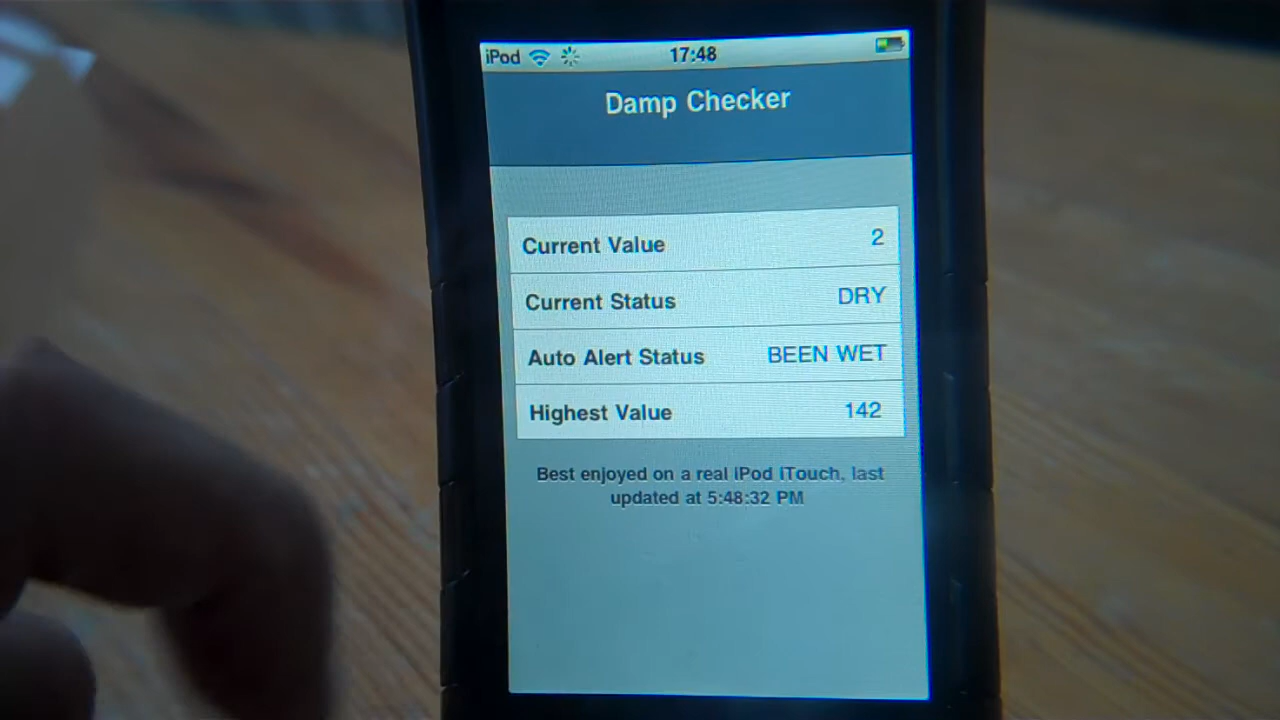 iPod 17:48
Damp Checker
Current Value 2
Current Status DRY
Auto Alert Status BEEN WET
Highest Value 142
Best enjoyed on a real iPod iTouch, last
updated at 5:48:32 PM